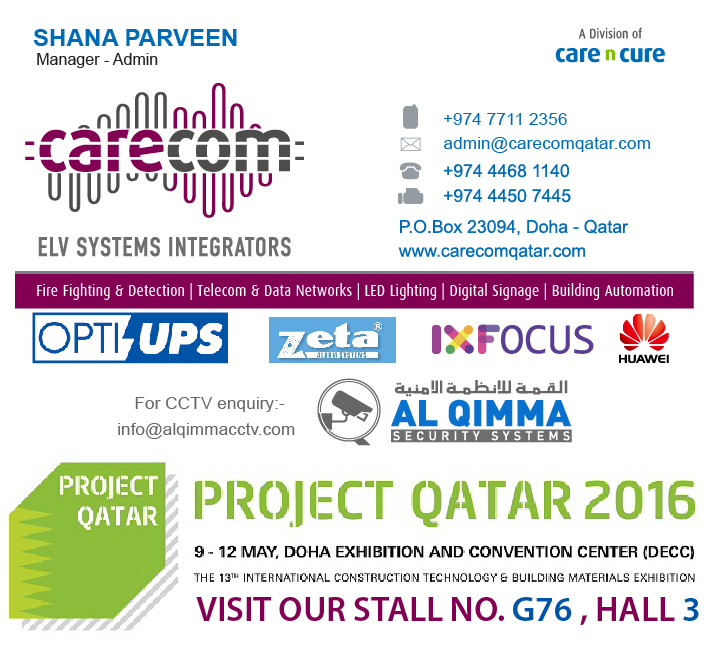 SHANA PARVEEN
Manager - Admin
A Division of
care n cure
carecom
ELV SYSTEMS INTEGRATORS
+974 7711 2356
admin@carecomqatar.com
+974 4468 1140
+974 4450 7445
P.O.Box 23094, Doha - Qatar
www.carecomqatar.com
Fire Fighting & Detection | Telecom & Data Networks | LED Lighting | Digital Signage | Building Automation
OPTI UPS
zeta®
ALARM SYSTEMS
IXFOCUS
HUAWEI
For CCTV enquiry:-
info@alqimmacctv.com
القمة للانظمة الامنية
AL QIMMA
SECURITY SYSTEMS
PROJECT
QATAR
PROJECT QATAR 2016
9 - 12 MAY, DOHA EXHIBITION AND CONVENTION CENTER (DECC)
THE 13TH INTERNATIONAL CONSTRUCTION TECHNOLOGY & BUILDING MATERIALS EXHIBITION
VISIT OUR STALL NO. G76 , HALL 3